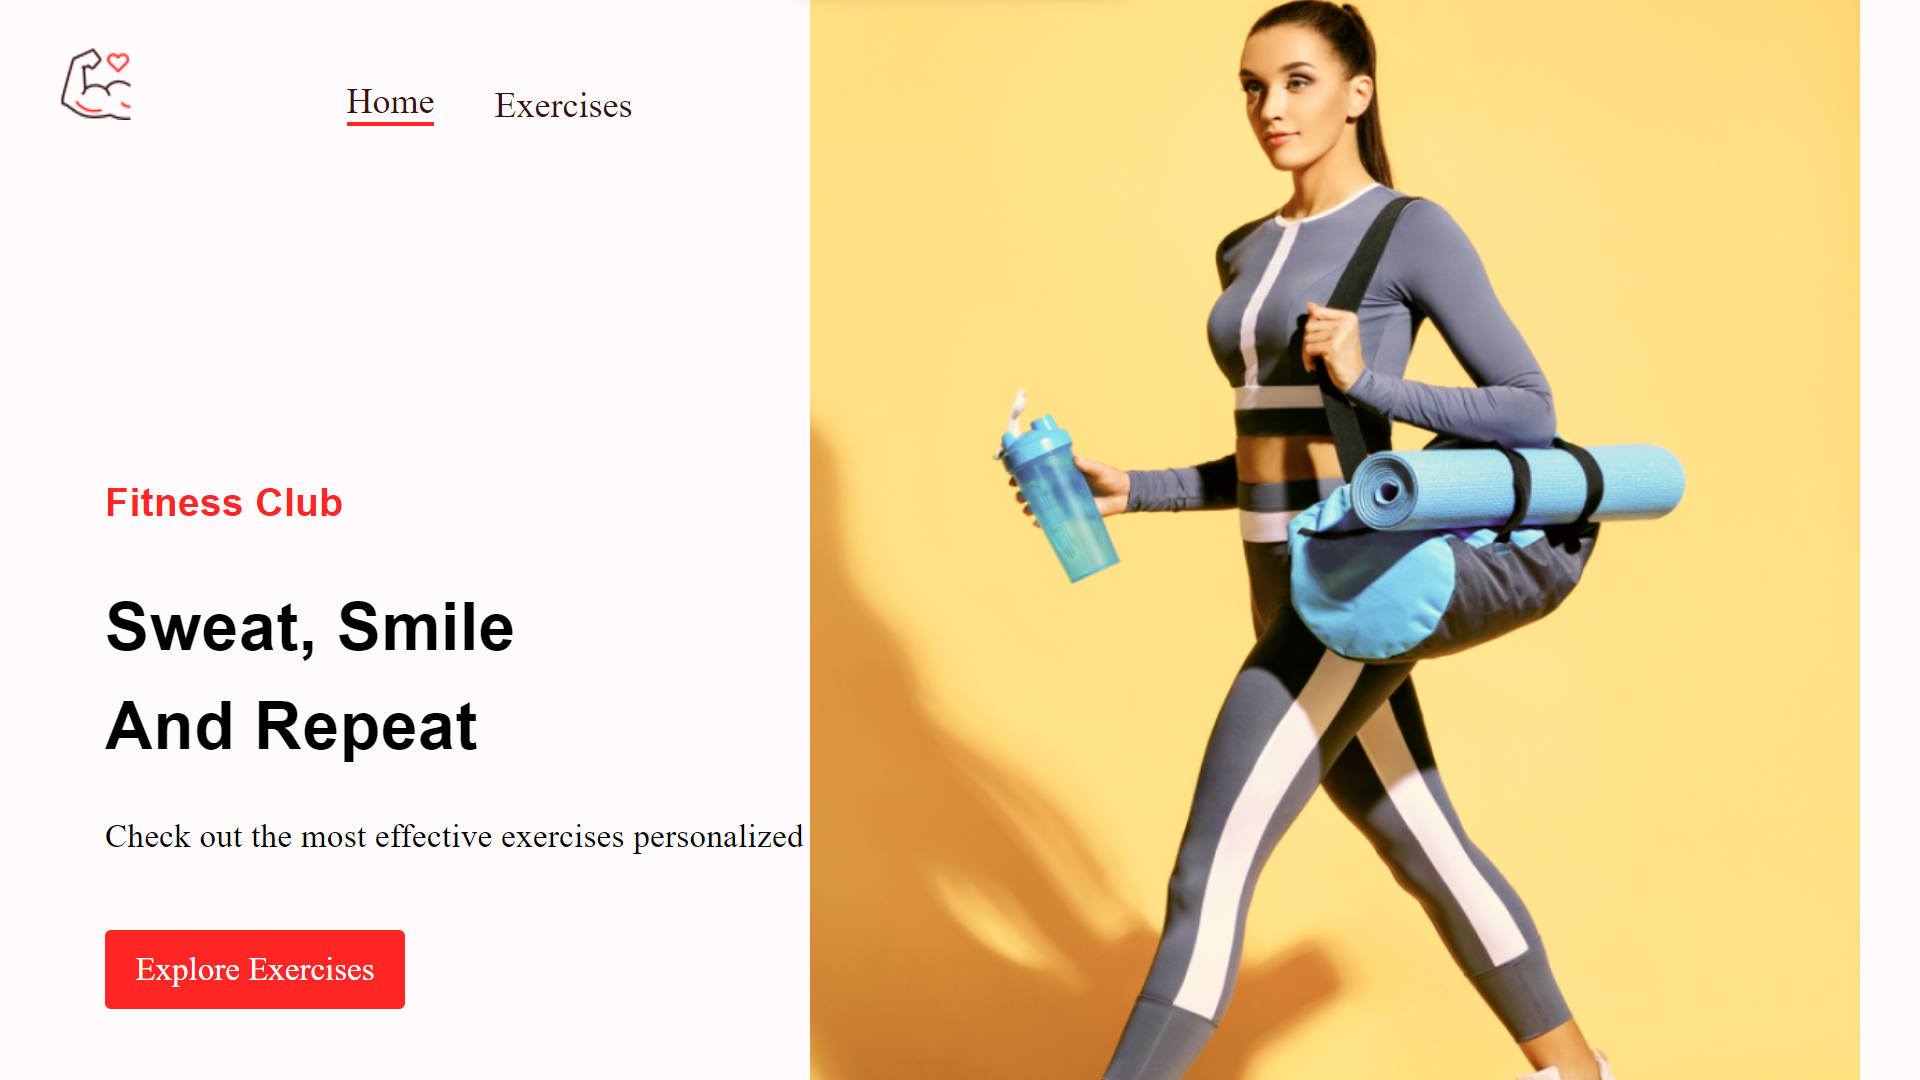 Home
Exercises
Fitness Club
Sweat, Smile
And Repeat
Check out the most effective exercises personalized
Explore Exercises